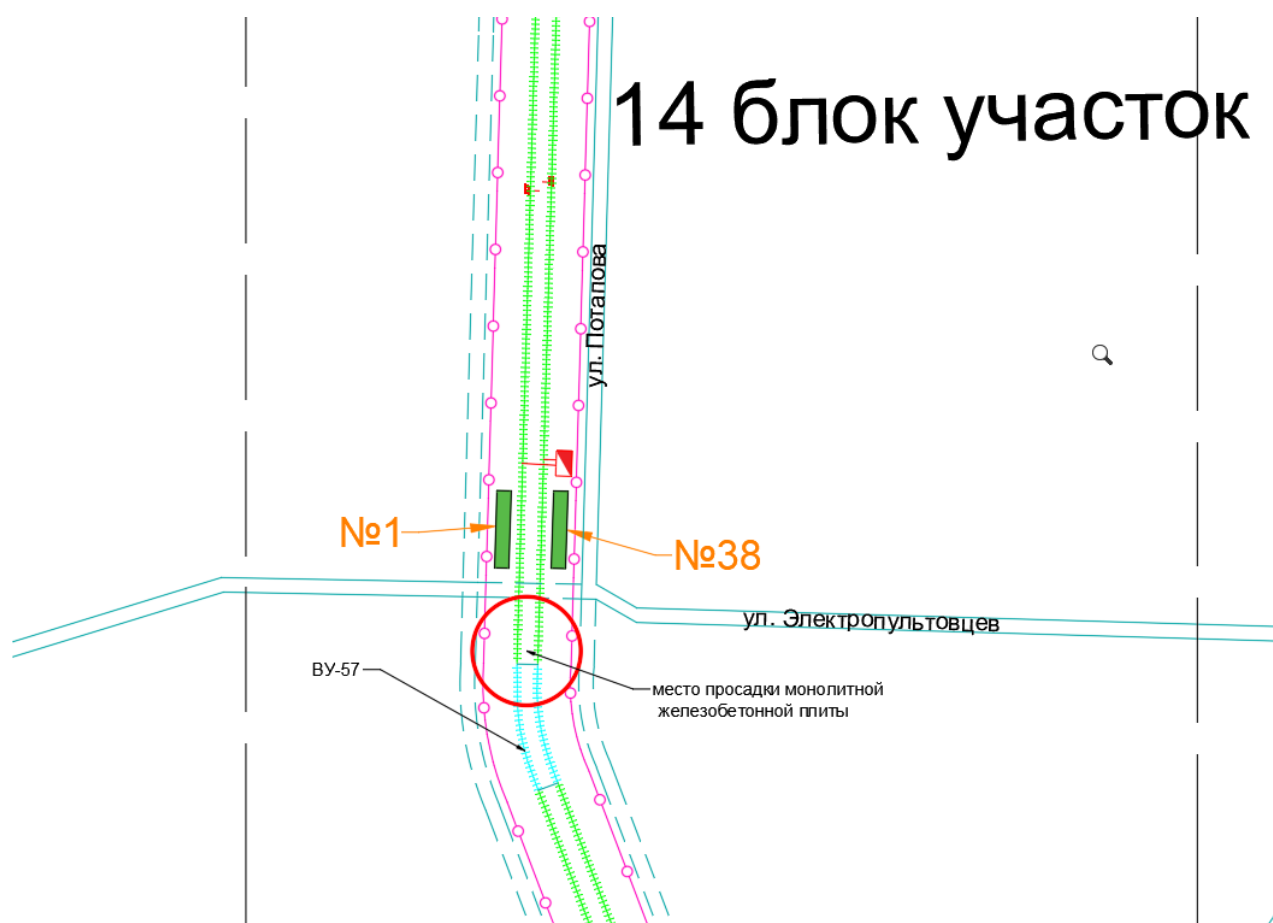 14 блок участок
ул. Потапова
№1
№38
ул. Электропультовцев
ВУ-57
место просадки монолитной
железобетонной плиты